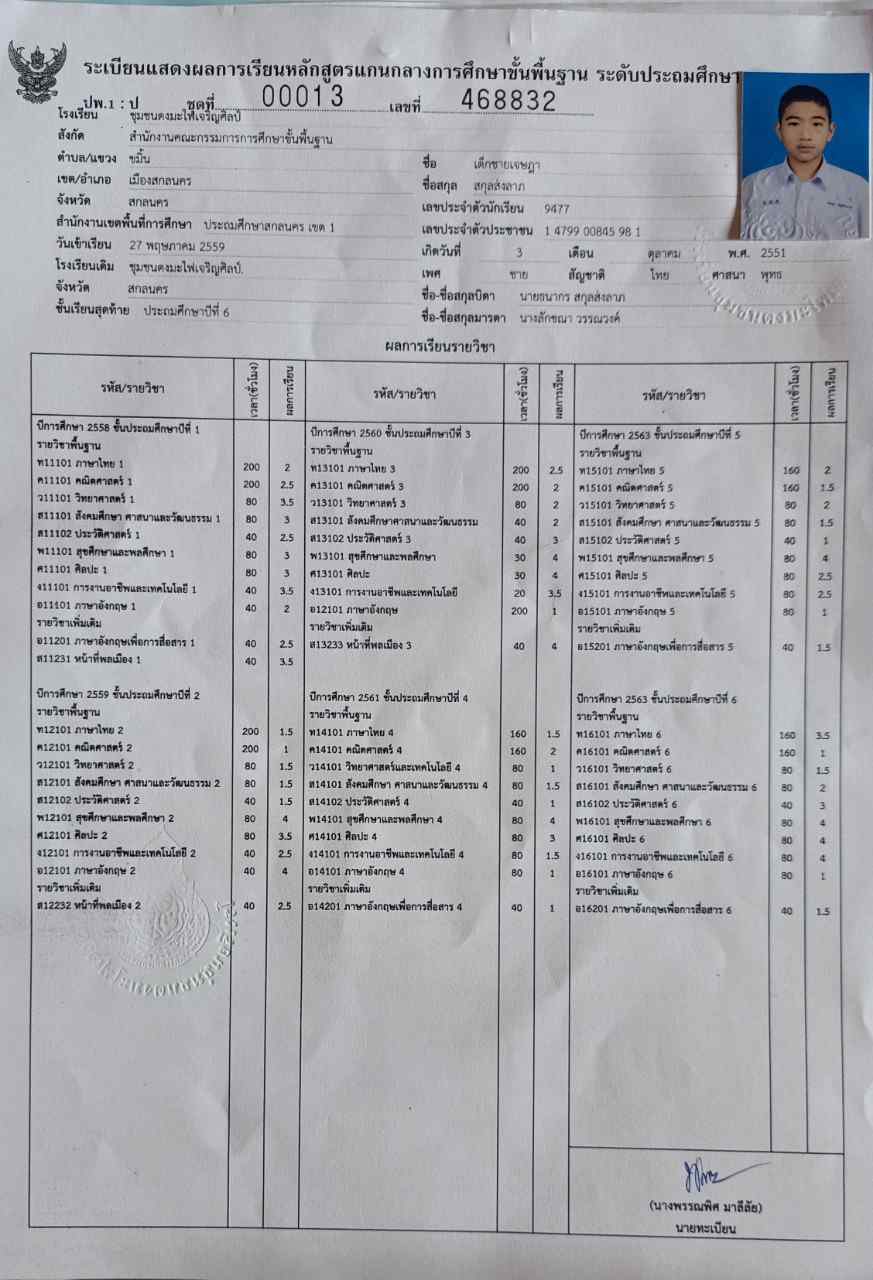 ระเบียนแสดงผลการเรียนหลักสูตรแกนกลางการศึกษาขั้นพื้นฐาน ระดับประถมศึกษา
ปพ.1 : ป ชุดที่ 00013 เลขที่ 468832
โรงเรียน ชุมชนดงมะไฟเจริญศิลป์
สังกัด สำนักงานคณะกรรมการการศึกษาขั้นพื้นฐาน
ตำบล/แขวง ขมิ้น
เขต/อำเภอ เมืองสกลนคร
จังหวัด สกลนคร
สำนักงานเขตพื้นที่การศึกษา ประถมศึกษาสกลนคร เขต 1
วันเข้าเรียน 27 พฤษภาคม 2559
โรงเรียนเดิม ชุมชนดงมะไฟเจริญศิลป์.
จังหวัด สกลนคร
ชั้นเรียนสุดท้าย ประถมศึกษาปีที่ 6
ชื่อ เด็กชายเจษฎา
ชื่อสกุล สกุลส่งลาภ
เลขประจำตัวนักเรียน 9477
เลขประจำตัวประชาชน 1 4799 00845 98 1
เกิดวันที่ 3 เดือน ตุลาคม พ.ศ. 2551
เพศ ชาย สัญชาติ ไทย ศาสนา พุทธ
ชื่อ-ชื่อสกุลบิดา นายธนากร สกุลส่งลาภ
ชื่อ-ชื่อสกุลมารดา นางลักขณา วรรณวงค์
ผลการเรียนรายวิชา
รหัส/รายวิชา เวลา(ชั่วโมง) ผลการเรียน
ปีการศึกษา 2558 ชั้นประถมศึกษาปีที่ 1
รายวิชาพื้นฐาน
ท11101 ภาษาไทย 1 200 2
ค11101 คณิตศาสตร์ 1 200 2.5
ว11101 วิทยาศาสตร์ 1 80 3.5
ส11101 สังคมศึกษา ศาสนาและวัฒนธรรม 1 80 3
ส11102 ประวัติศาสตร์ 1 40 2.5
พ11101 สุขศึกษาและพลศึกษา 1 80 3
ศ11101 ศิลปะ 1 80 3
ง11101 การงานอาชีพและเทคโนโลยี 1 40 3.5
อ11101 ภาษาอังกฤษ 1 40 2
รายวิชาเพิ่มเติม
อ11201 ภาษาอังกฤษเพื่อการสื่อสาร 1 40 2.5
ส11231 หน้าที่พลเมือง 1 40 3.5
ปีการศึกษา 2559 ชั้นประถมศึกษาปีที่ 2
รายวิชาพื้นฐาน
ท12101 ภาษาไทย 2 200 1.5
ค12101 คณิตศาสตร์ 2 200 1
ว12101 วิทยาศาสตร์ 2 80 1.5
ส12101 สังคมศึกษา ศาสนาและวัฒนธรรม 2 80 1.5
ส12102 ประวัติศาสตร์ 2 40 1.5
พ12101 สุขศึกษาและพลศึกษา 2 80 4
ศ12101 ศิลปะ 2 80 3.5
ง12101 การงานอาชีพและเทคโนโลยี 2 40 2.5
อ12101 ภาษาอังกฤษ 2 40 4
รายวิชาเพิ่มเติม
ส12232 หน้าที่พลเมือง 2 40 2.5
รหัส/รายวิชา เวลา(ชั่วโมง) ผลการเรียน
ปีการศึกษา 2560 ชั้นประถมศึกษาปีที่ 3
รายวิชาพื้นฐาน
ท13101 ภาษาไทย 3 200 2.5
ค13101 คณิตศาสตร์ 3 200 2
ว13101 วิทยาศาสตร์ 3 80 2
ส13101 สังคมศึกษาศาสนาและวัฒนธรรม 40 2
ส13102 ประวัติศาสตร์ 3 40 3
พ13101 สุขศึกษาและพลศึกษา 30 4
ศ13101 ศิลปะ 30 4
ง13101 การงานอาชีพและเทคโนโลยี 20 3.5
อ12101 ภาษาอังกฤษ 200 1
รายวิชาเพิ่มเติม
ส13233 หน้าที่พลเมือง 3 40 4
ปีการศึกษา 2561 ชั้นประถมศึกษาปีที่ 4
รายวิชาพื้นฐาน
ท14101 ภาษาไทย 4 160 1.5
ค14101 คณิตศาสตร์ 4 160 2
ว14101 วิทยาศาสตร์และเทคโนโลยี 4 80 1
ส14101 สังคมศึกษา ศาสนาและวัฒนธรรม 4 80 1.5
ส14102 ประวัติศาสตร์ 4 40 1
พ14101 สุขศึกษาและพลศึกษา 4 80 4
ศ14101 ศิลปะ 4 80 3
ง14101 การงานอาชีพและเทคโนโลยี 4 80 1.5
อ14101 ภาษาอังกฤษ 4 80 1
รายวิชาเพิ่มเติม
อ14201 ภาษาอังกฤษเพื่อการสื่อสาร 4 40 1
รหัส/รายวิชา เวลา(ชั่วโมง) ผลการเรียน
ปีการศึกษา 2563 ชั้นประถมศึกษาปีที่ 5
รายวิชาพื้นฐาน
ท15101 ภาษาไทย 5 160 2
ค15101 คณิตศาสตร์ 5 160 1.5
ว15101 วิทยาศาสตร์ 5 80 2
ส15101 สังคมศึกษา ศาสนาและวัฒนธรรม 5 80 1.5
ส15102 ประวัติศาสตร์ 5 40 1
พ15101 สุขศึกษาและพลศึกษา 5 80 4
ศ15101 ศิลปะ 5 80 2.5
ง15101 การงานอาชีพและเทคโนโลยี 5 80 2.5
อ15101 ภาษาอังกฤษ 5 80 1
รายวิชาเพิ่มเติม
อ15201 ภาษาอังกฤษเพื่อการสื่อสาร 5 40 1.5
ปีการศึกษา 2563 ชั้นประถมศึกษาปีที่ 6
รายวิชาพื้นฐาน
ท16101 ภาษาไทย 6 160 3.5
ค16101 คณิตศาสตร์ 6 160 1
ว16101 วิทยาศาสตร์ 6 80 1.5
ส16101 สังคมศึกษา ศาสนาและวัฒนธรรม 6 80 2
ส16102 ประวัติศาสตร์ 6 40 3
พ16101 สุขศึกษาและพลศึกษา 6 80 4
ศ16101 ศิลปะ 6 80 4
ง16101 การงานอาชีพและเทคโนโลยี 6 80 4
อ16101 ภาษาอังกฤษ 6 80 1
รายวิชาเพิ่มเติม
อ16201 ภาษาอังกฤษเพื่อการสื่อสาร 6 40 1.5
(นางพรรณพิศ มาลีลัย)
นายทะเบียน